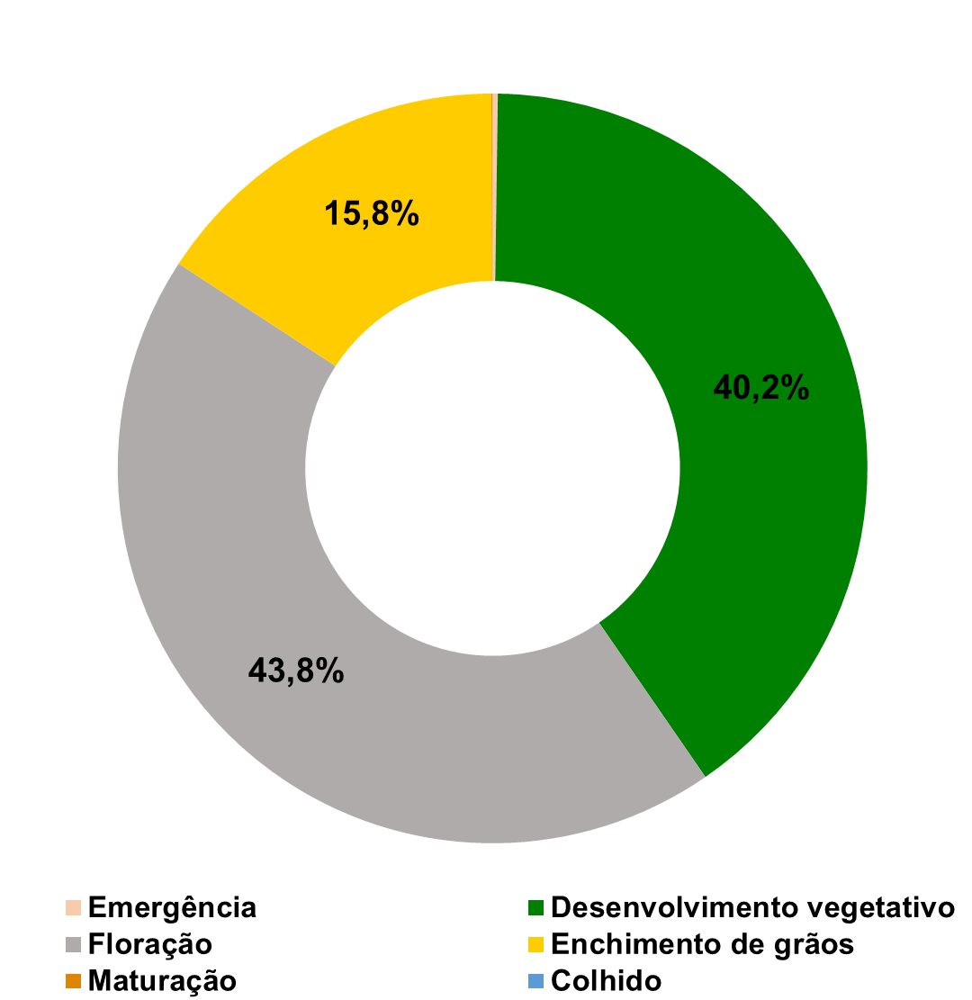 15,8%
40,2%
43,8%
Emergência
Desenvolvimento vegetativo
Floração
Enchimento de grãos
Maturação
Colhido